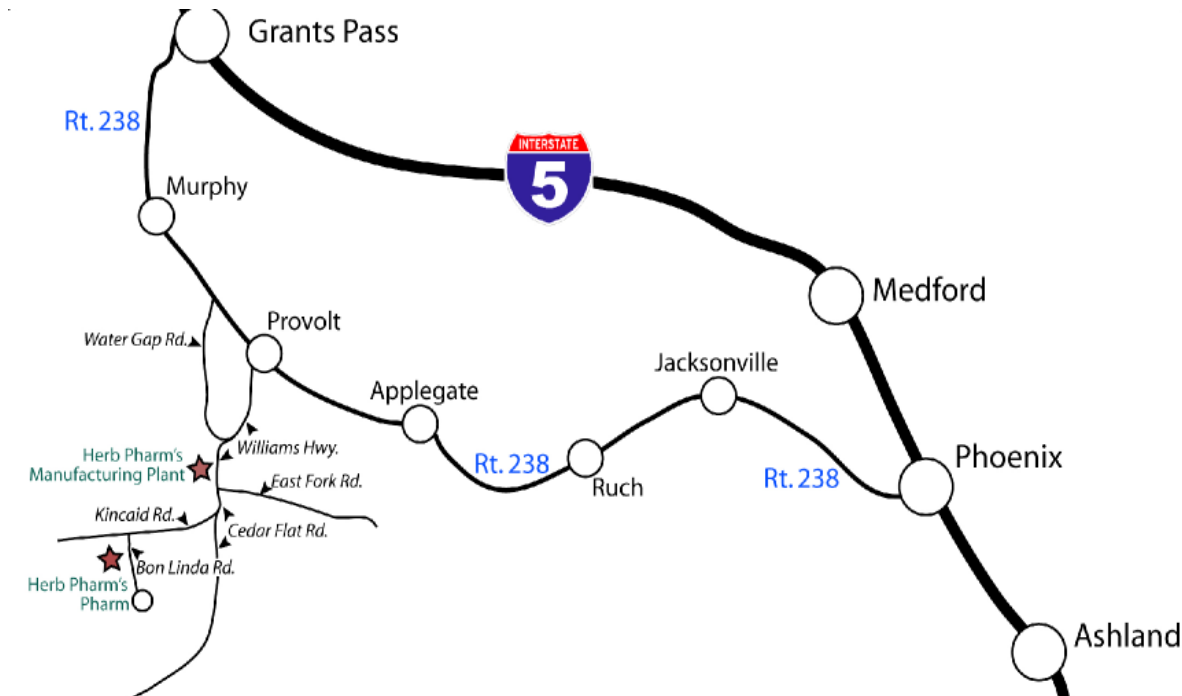 Grants Pass
Rt. 238
INTERSTATE
5
Murphy
Medford
Provolt
Water Gap Rd.
Jacksonville
Applegate
Williams Hwy.
Herb Pharm's
Manufacturing Plant
Rt. 238
Phoenix
Rt. 238
Ruch
East Fork Rd.
Kincaid Rd.
Cedar Flat Rd.
Bon Linda Rd.
Herb Pharm's
Pharm
Ashland